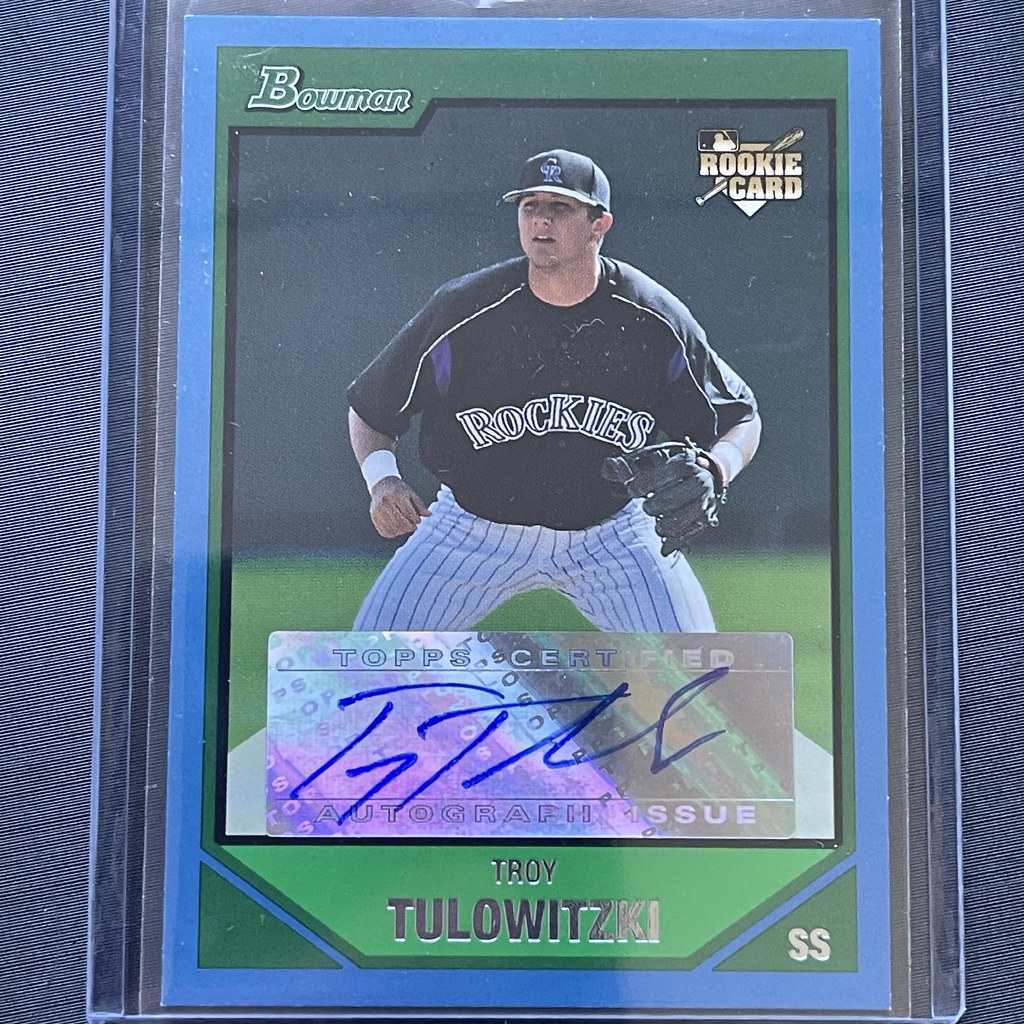 Bowman
ROOKIE
CARD
CR
ROCKIES
TOPPS CERTIFIED
AUTOGRAPH ISSUE
TROY
TULOWITZKI
SS